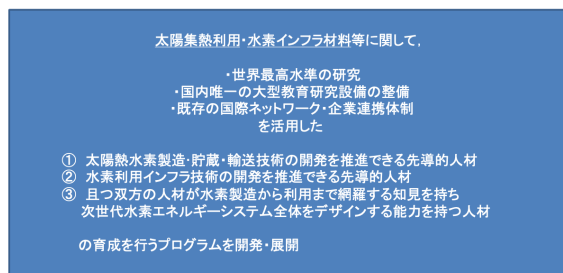 太陽集熱利用・水素インフラ材料等に関して,
・世界最高水準の研究
・国内唯一の大型教育研究設備の整備
・既存の国際ネットワーク・企業連携体制
を活用した
① 太陽熱水素製造・貯蔵・輸送技術の開発を推進できる先導的人材
② 水素利用インフラ技術の開発を推進できる先導的人材
③ 且つ双方の人材が水素製造から利用まで網羅する知見を持ち
次世代水素エネルギーシステム全体をデザインする能力を持つ人材
の育成を行うプログラムを開発・展開